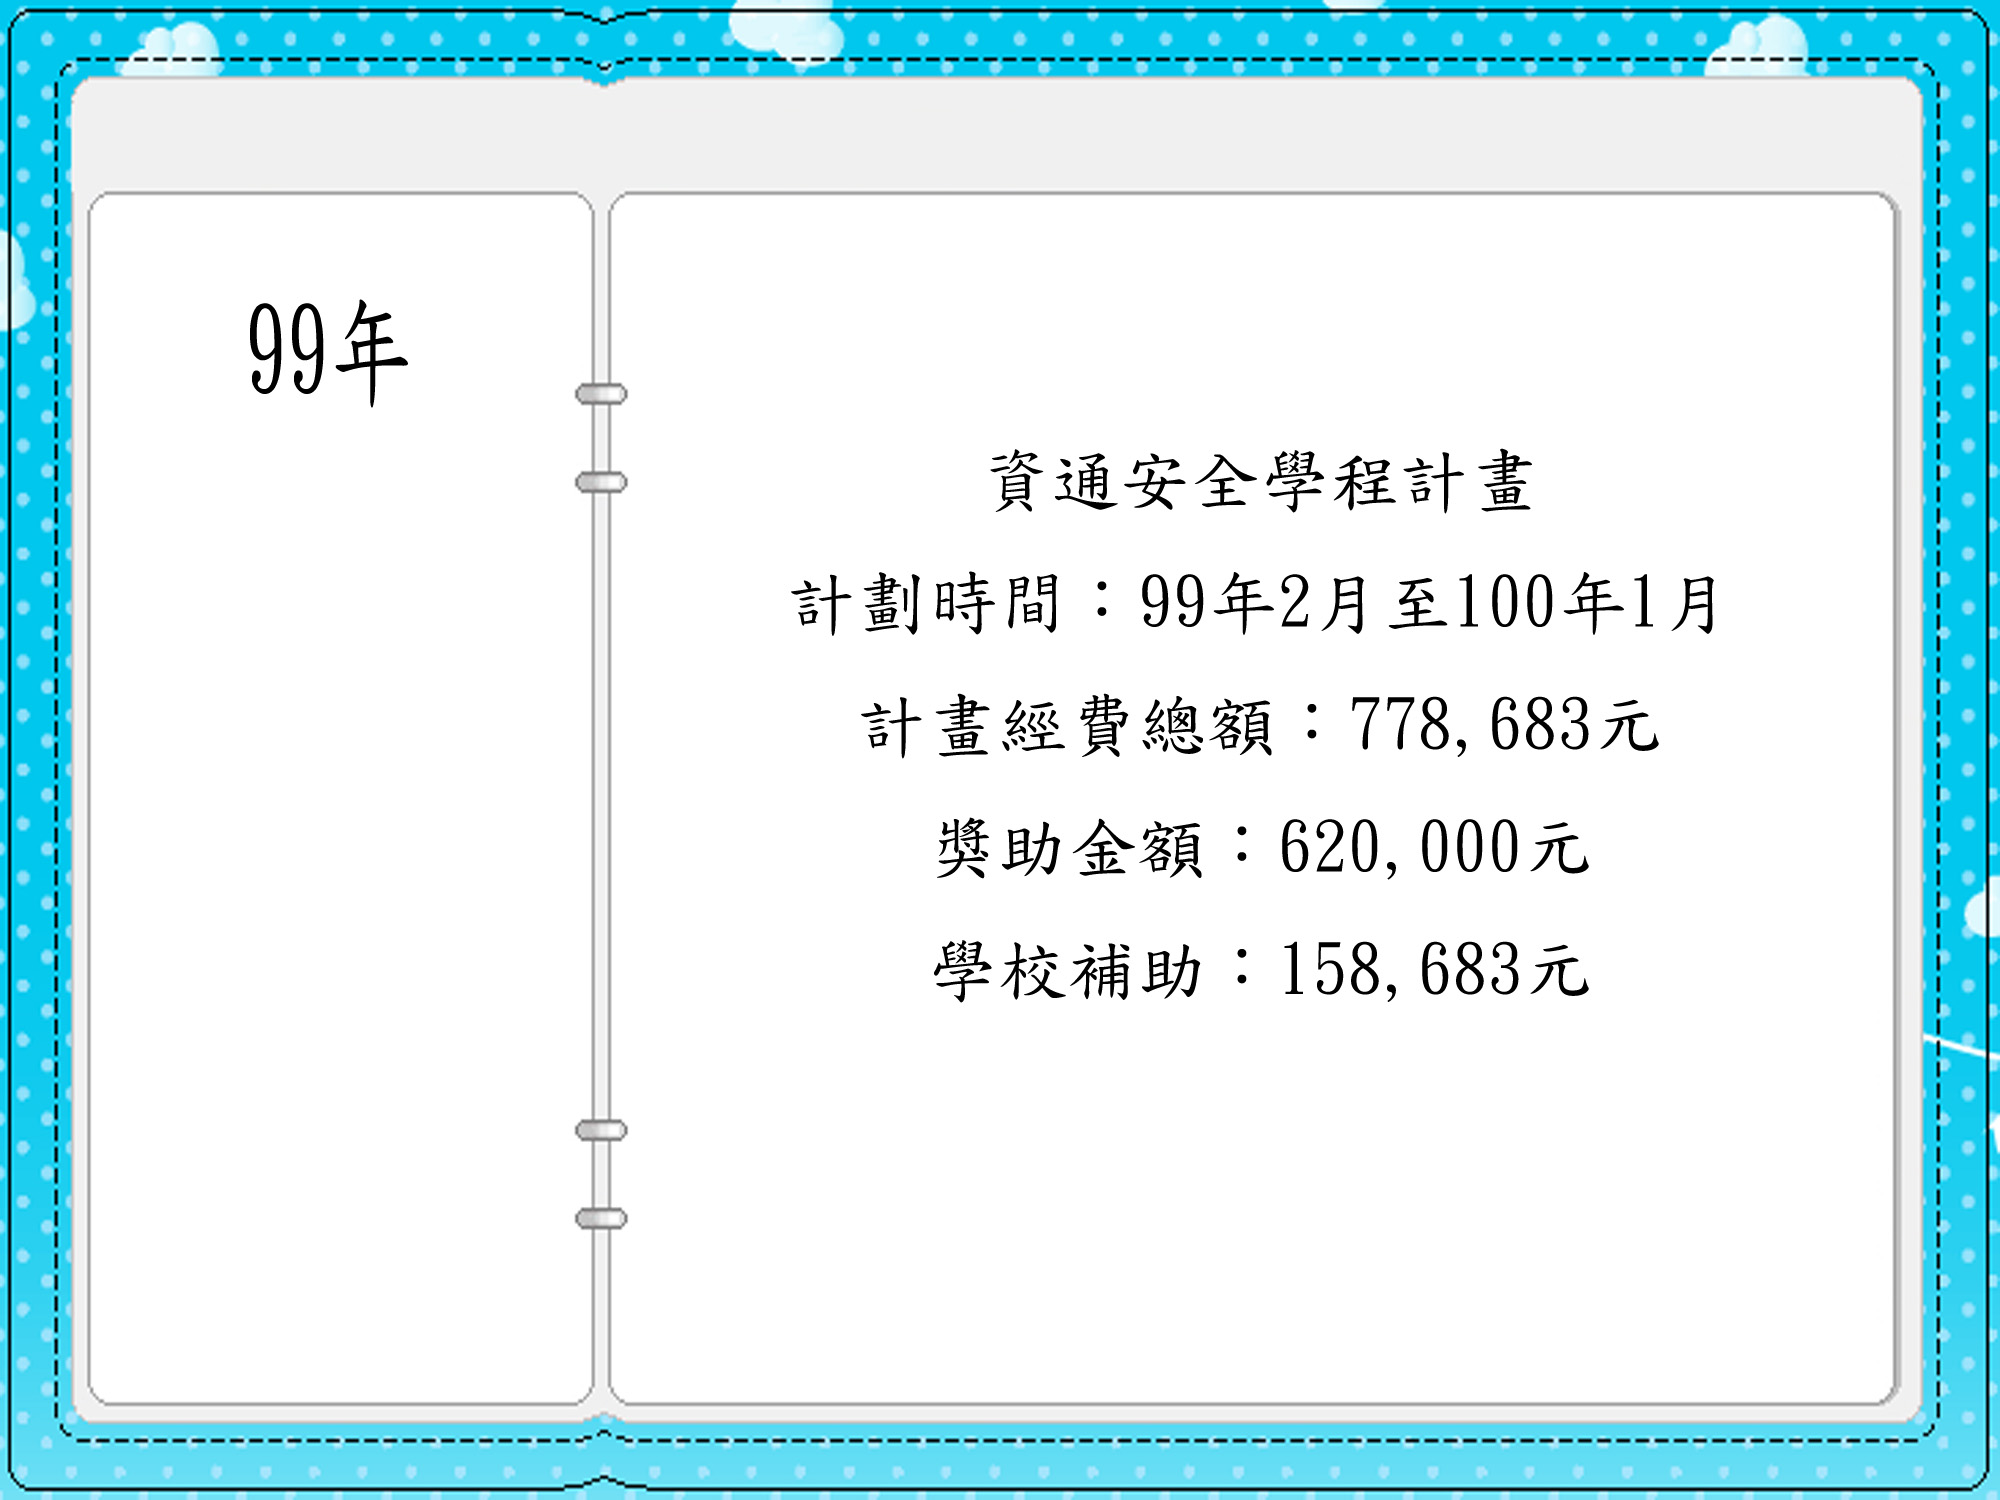 99年
資通安全學程計畫
計劃時間：99年2月至100年1月
計畫經費總額：778,683元
獎助金額：620,000元
學校補助：158,683元